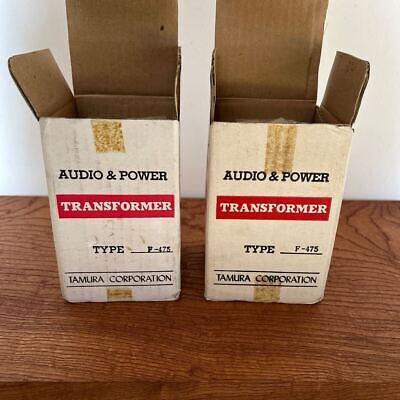 AUDIO & POWER
TRANSFORMER
TYPE F-475
TAMURA CORPORATION
AUDIO & POWER
TRANSFORMER
TYPE F-475
TAMURA CORPORATION